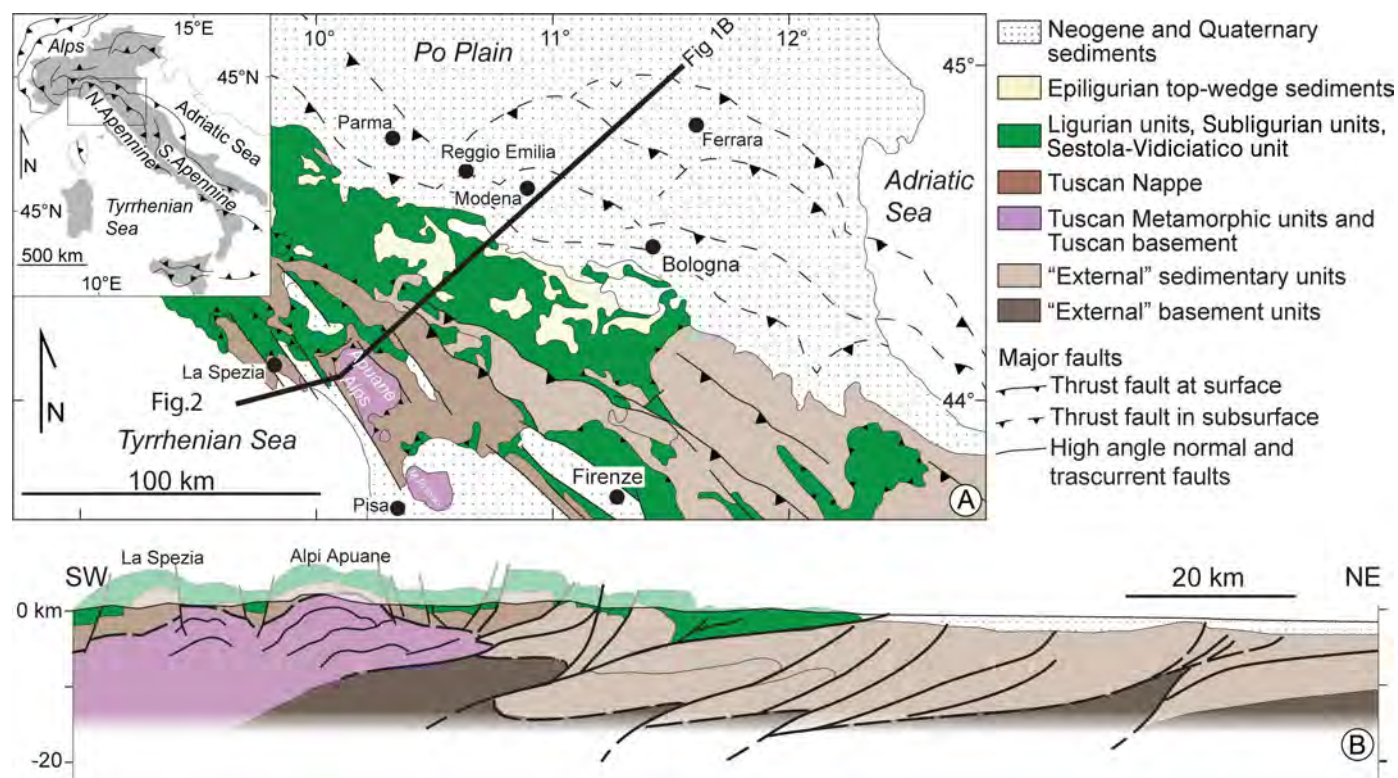 15°E
Alps
45°N
N. Apennine
Adriatic Sea
S. Apennine
N
45°N
Tyrrhenian
Sea
500 km
10°E
10°
11°
12°
Po Plain
Fig 1B
45°
Parma
Ferrara
Reggio Emilia
Modena
Adriatic
Sea
Bologna
La Spezia
Apuane
Alps
44°
N
Fig.2
Tyrrhenian Sea
100 km
Firenze
Pisa
A
Neogene and Quaternary
sediments
Epiligurian top-wedge sediments
Ligurian units, Subligurian units,
Sestola-Vidiciatico unit
Tuscan Nappe
Tuscan Metamorphic units and
Tuscan basement
“External” sedimentary units
“External” basement units
Major faults
Thrust fault at surface
Thrust fault in subsurface
High angle normal and
trascurrent faults
La Spezia
Alpi Apuane
SW
20 km
NE
0 km
-20
B